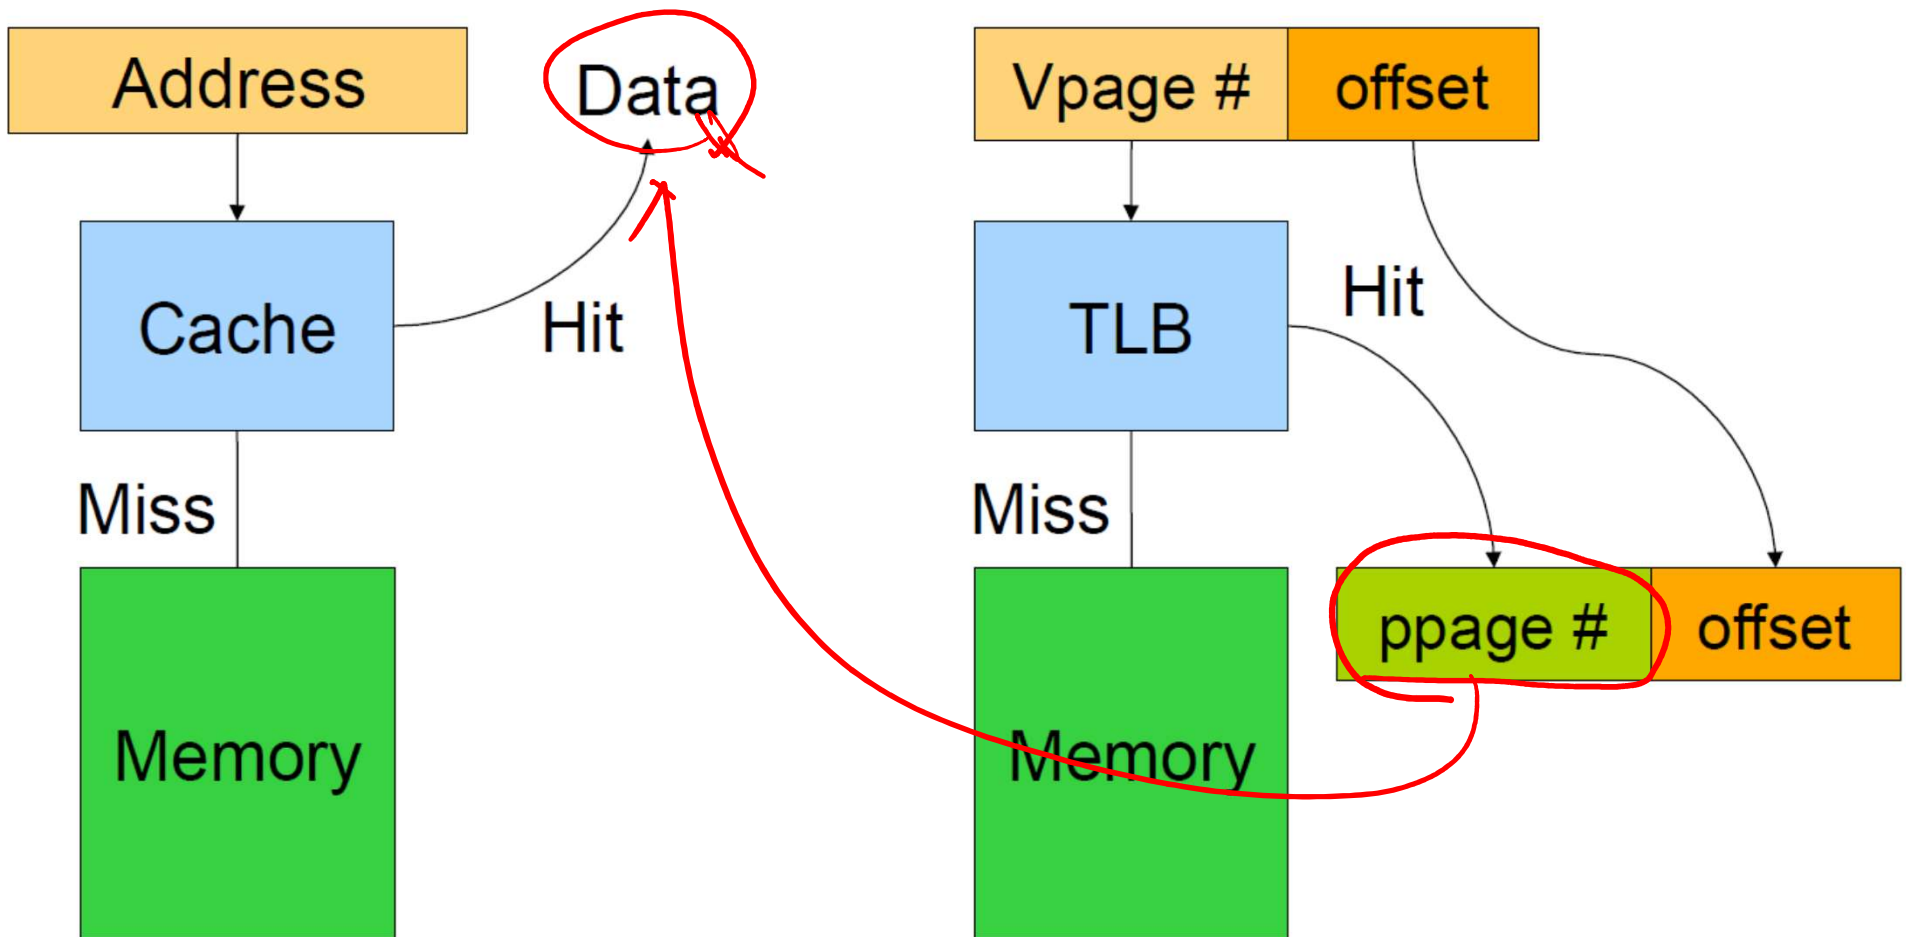 Address
Data
Cache
Hit
Miss
Memory
Vpage # offset
TLB
Hit
Miss
ppage # offset
Memory